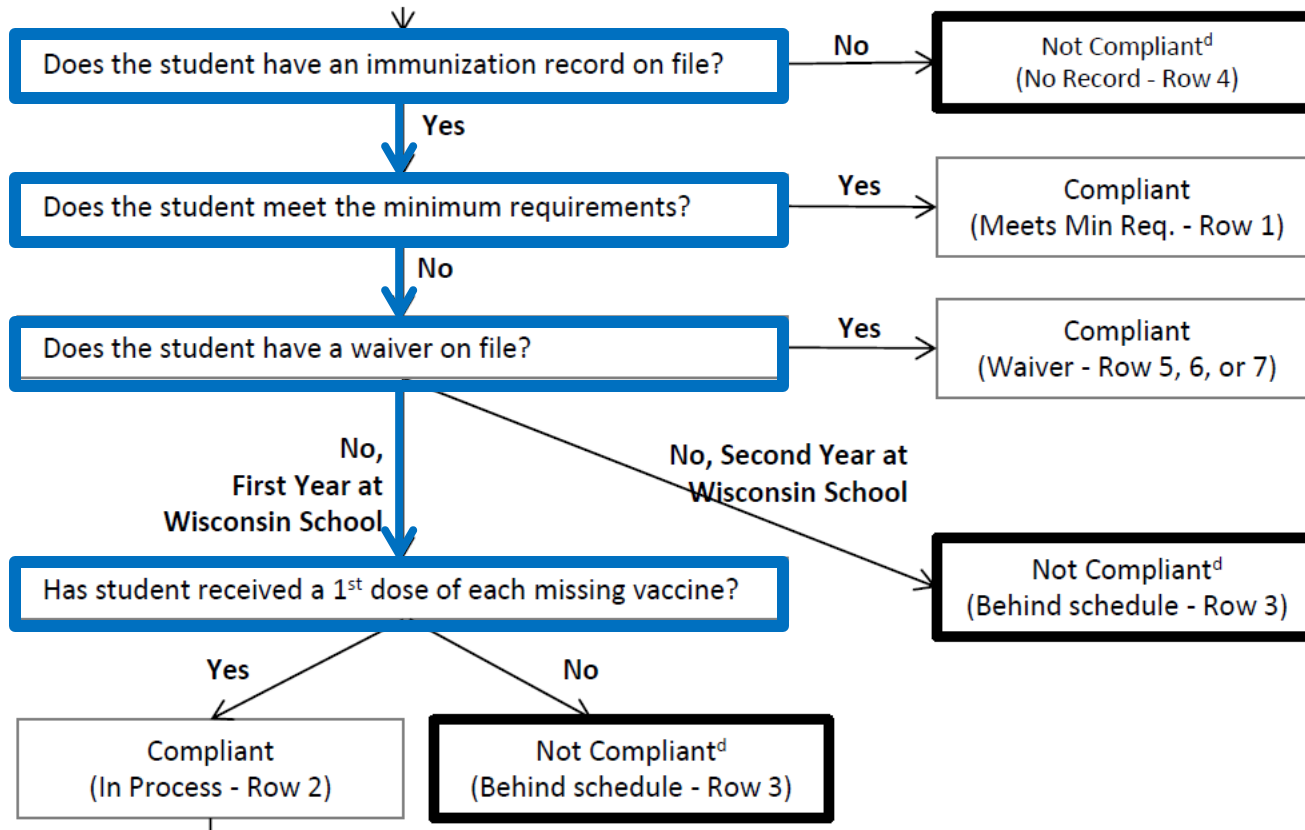 Does the student have an immunization record on file?
No
Not Compliantᵈ
(No Record - Row 4)
Yes
Does the student meet the minimum requirements?
Yes
Compliant
(Meets Min Req. - Row 1)
No
Does the student have a waiver on file?
Yes
Compliant
(Waiver - Row 5, 6, or 7)
No,
First Year at
Wisconsin School
No, Second Year at
Wisconsin School
Not Compliantᵈ
(Behind schedule - Row 3)
Has student received a 1ˢᵗ dose of each missing vaccine?
Yes
No
Compliant
(In Process - Row 2)
Not Compliantᵈ
(Behind schedule - Row 3)